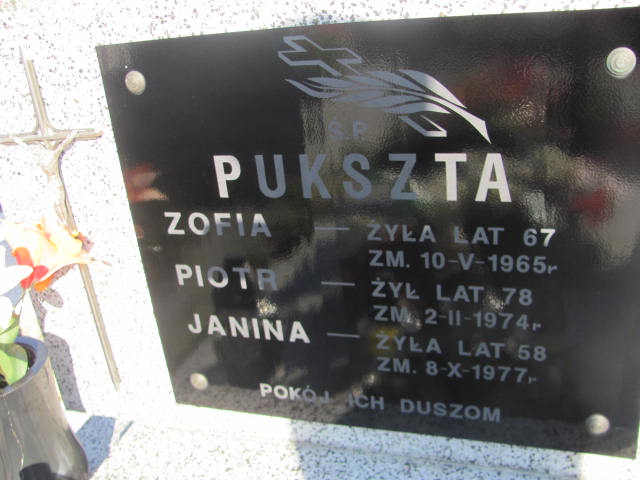 Ś.P.
PUKSZTA
ZOFIA — ŻYŁA LAT 67
ZM. 10-V-1965r
PIOTR — ŻYŁ LAT 78
ZM. 2-II-1974r.
JANINA — ŻYŁA LAT 58
ZM. 8-X-1977r.
POKÓJ ICH DUSZOM